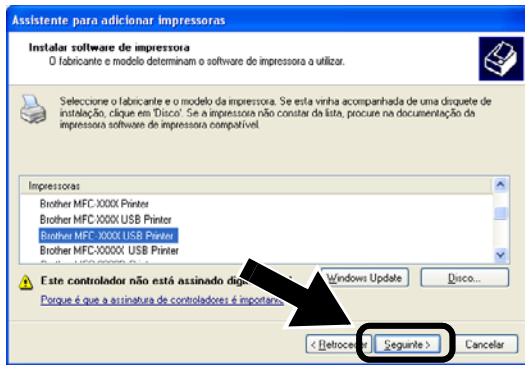 Assistente para adicionar impressoras
Instalar software de impressora
O fabricante e modelo determinam o software de impressora a utilizar.
Seleccione o fabricante e o modelo da impressora. Se esta vinha acompanhada de uma disquete de
instalação, clique em 'Disco'. Se a impressora não constar da lista, procure na documentação da
impressora software de impressora compatível.
Impressoras
Brother MFC-XXXX Printer
Brother MFC-XXXX USB Printer
Brother MFC-XXXX USB Printer
Brother MFC-XXXXX USB Printer
Este controlador não está assinado
Windows Update
Disco...
Porque é que a assinatura de controladores é importante
< Retroceder
Seguinte >
Cancelar